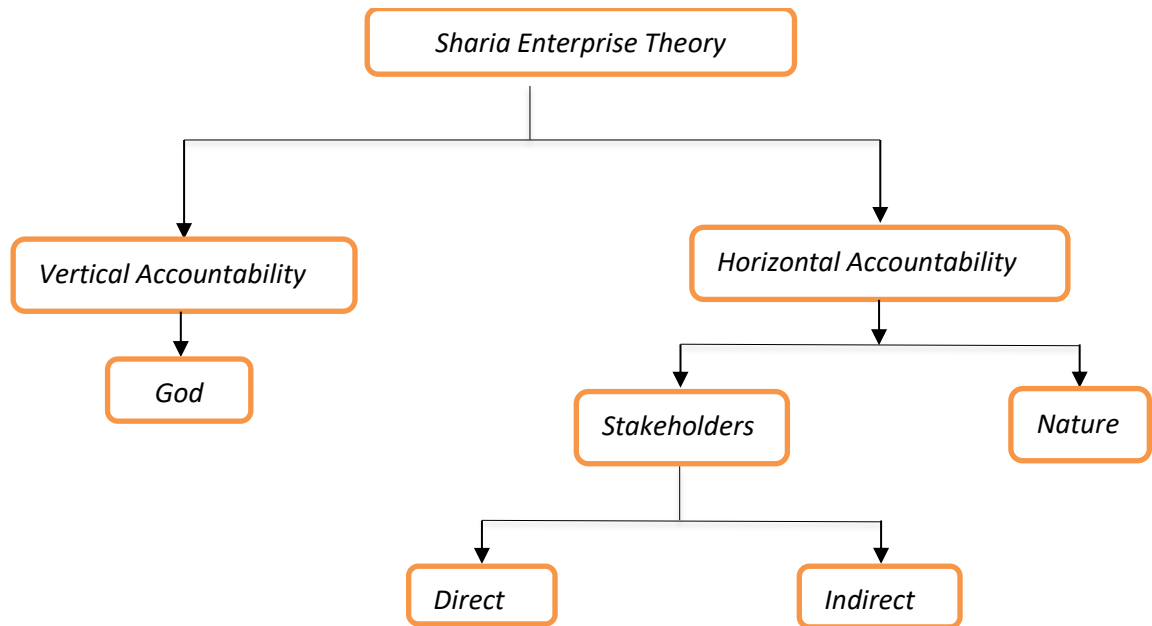 Sharia Enterprise Theory
Vertical Accountability
Horizontal Accountability
God
Stakeholders
Nature
Direct
Indirect